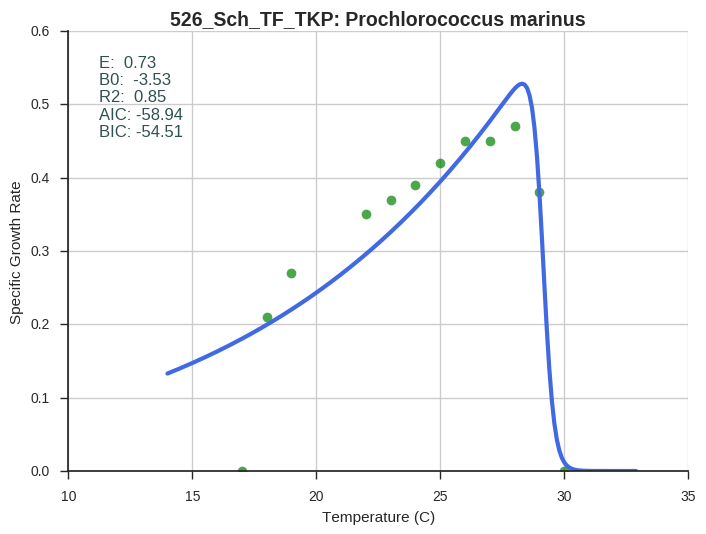 526_Sch_TF_TKP: Prochlorococcus marinus
0.6
E: 0.73
B0: -3.53
R2: 0.85
AIC: -58.94
BIC: -54.51
0.5
0.4
0.3
0.2
0.1
0.0
Specific Growth Rate
10 15 20 25 30 35
Temperature (C)